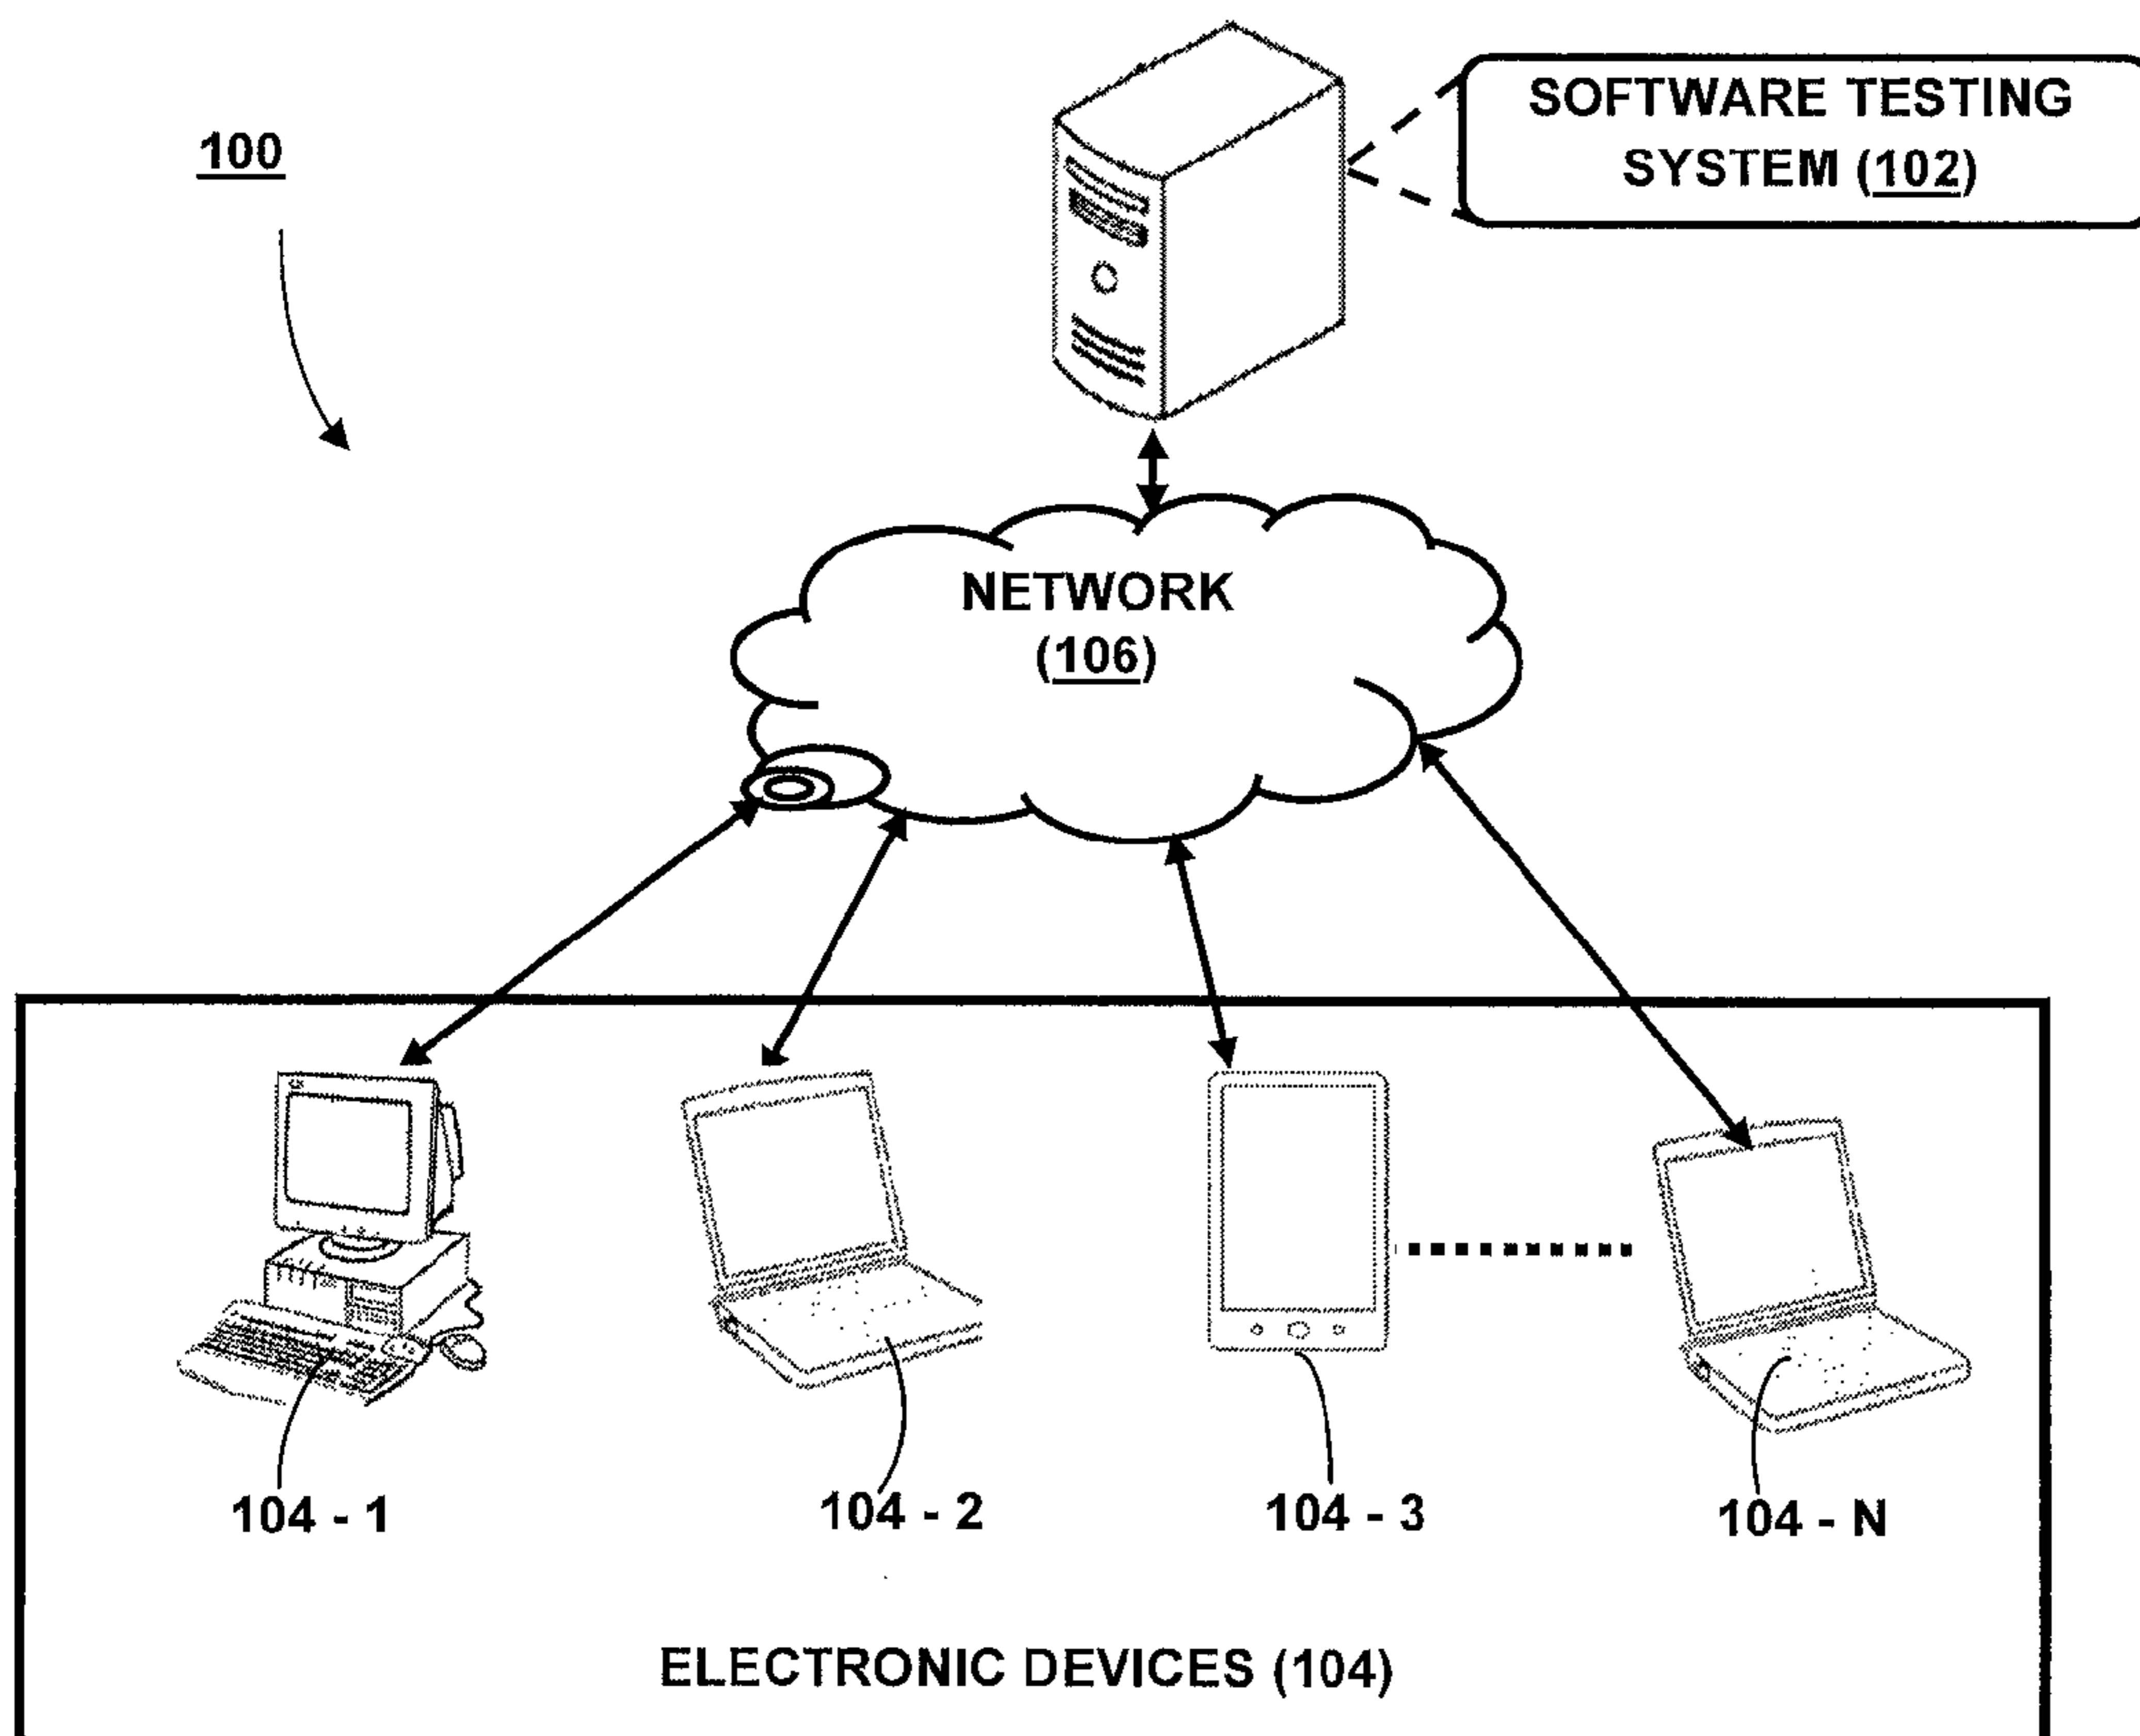 100
SOFTWARE TESTING
SYSTEM (102)
NETWORK
(106)
104 - 1
104 - 2
104 - 3
104 - N
ELECTRONIC DEVICES (104)